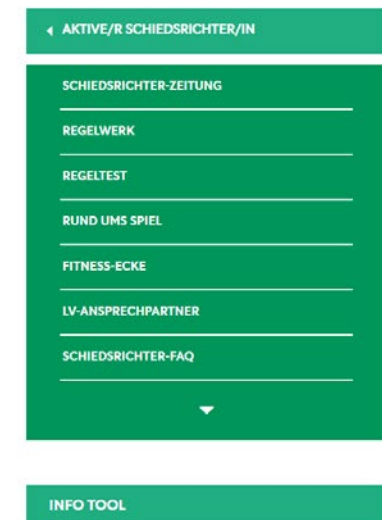 AKTIVE/R SCHIEDSRICHTER/IN
SCHIEDSRICHTER-ZEITUNG
REGELWERK
REGELTEST
RUND UMS SPIEL
FITNESS-ECKE
LV-ANSPRECHPARTNER
SCHIEDSRICHTER-FAQ
INFO TOOL